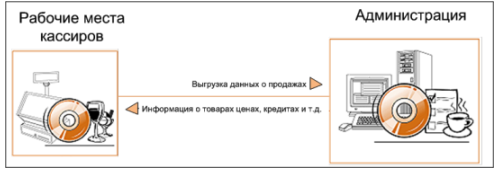 Рабочие места
кассиров
Администрация
Выгрузка данных о продажах
Информация о товарах ценах, кредитах и т.д.